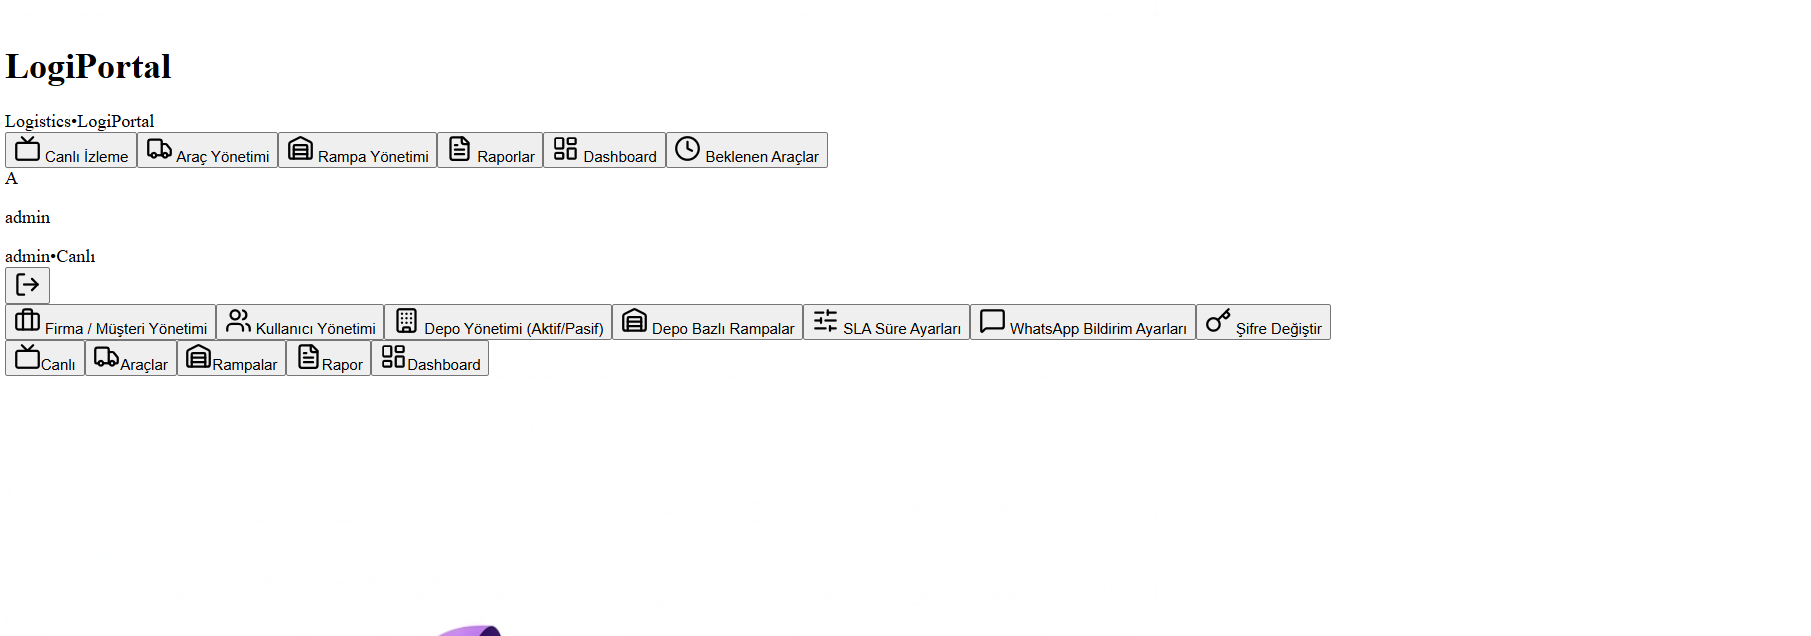 LogiPortal
Logistics•LogiPortal
Canlı İzleme Araç Yönetimi Rampa Yönetimi Raporlar Dashboard Beklenen Araçlar
A
admin
admin•Canlı
Firma / Müşteri Yönetimi Kullanıcı Yönetimi Depo Yönetimi (Aktif/Pasif) Depo Bazlı Rampalar SLA Süre Ayarları WhatsApp Bildirim Ayarları Şifre Değiştir
Canlı Araçlar Rampalar Rapor Dashboard